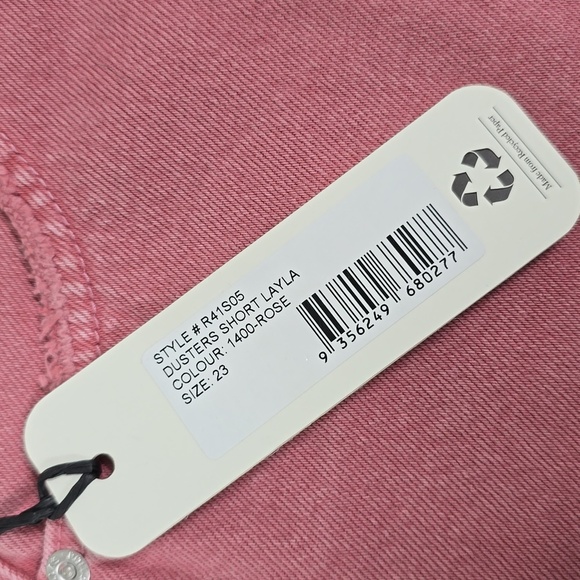 Made from Recycled Paper
STYLE # R41S05
DUSTERS SHORT LAYLA
COLOUR: 1400-ROSE
SIZE: 23
9 356249 680277